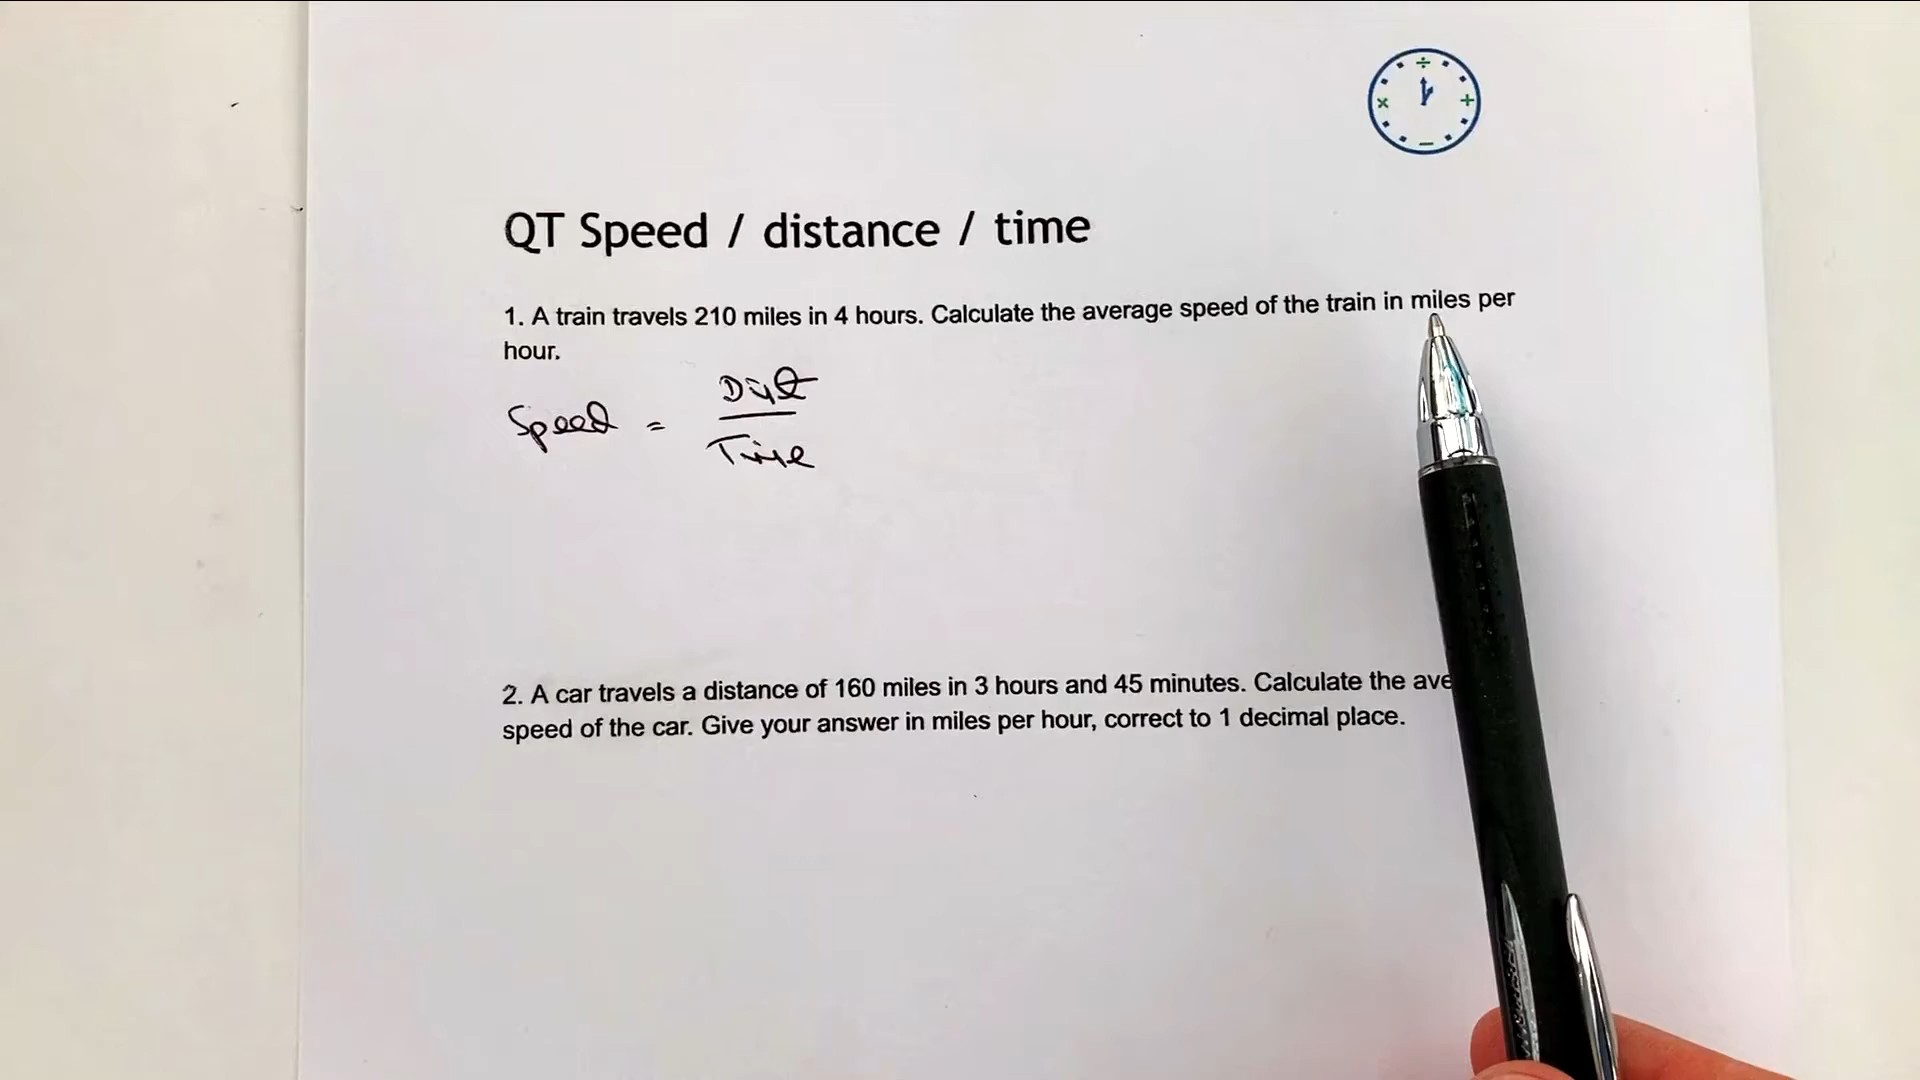 QT Speed / distance / time
1. A train travels 210 miles in 4 hours. Calculate the average speed of the train in miles per
hour.
Speed = Dist
Time
2. A car travels a distance of 160 miles in 3 hours and 45 minutes. Calculate the ave
speed of the car. Give your answer in miles per hour, correct to 1 decimal place.